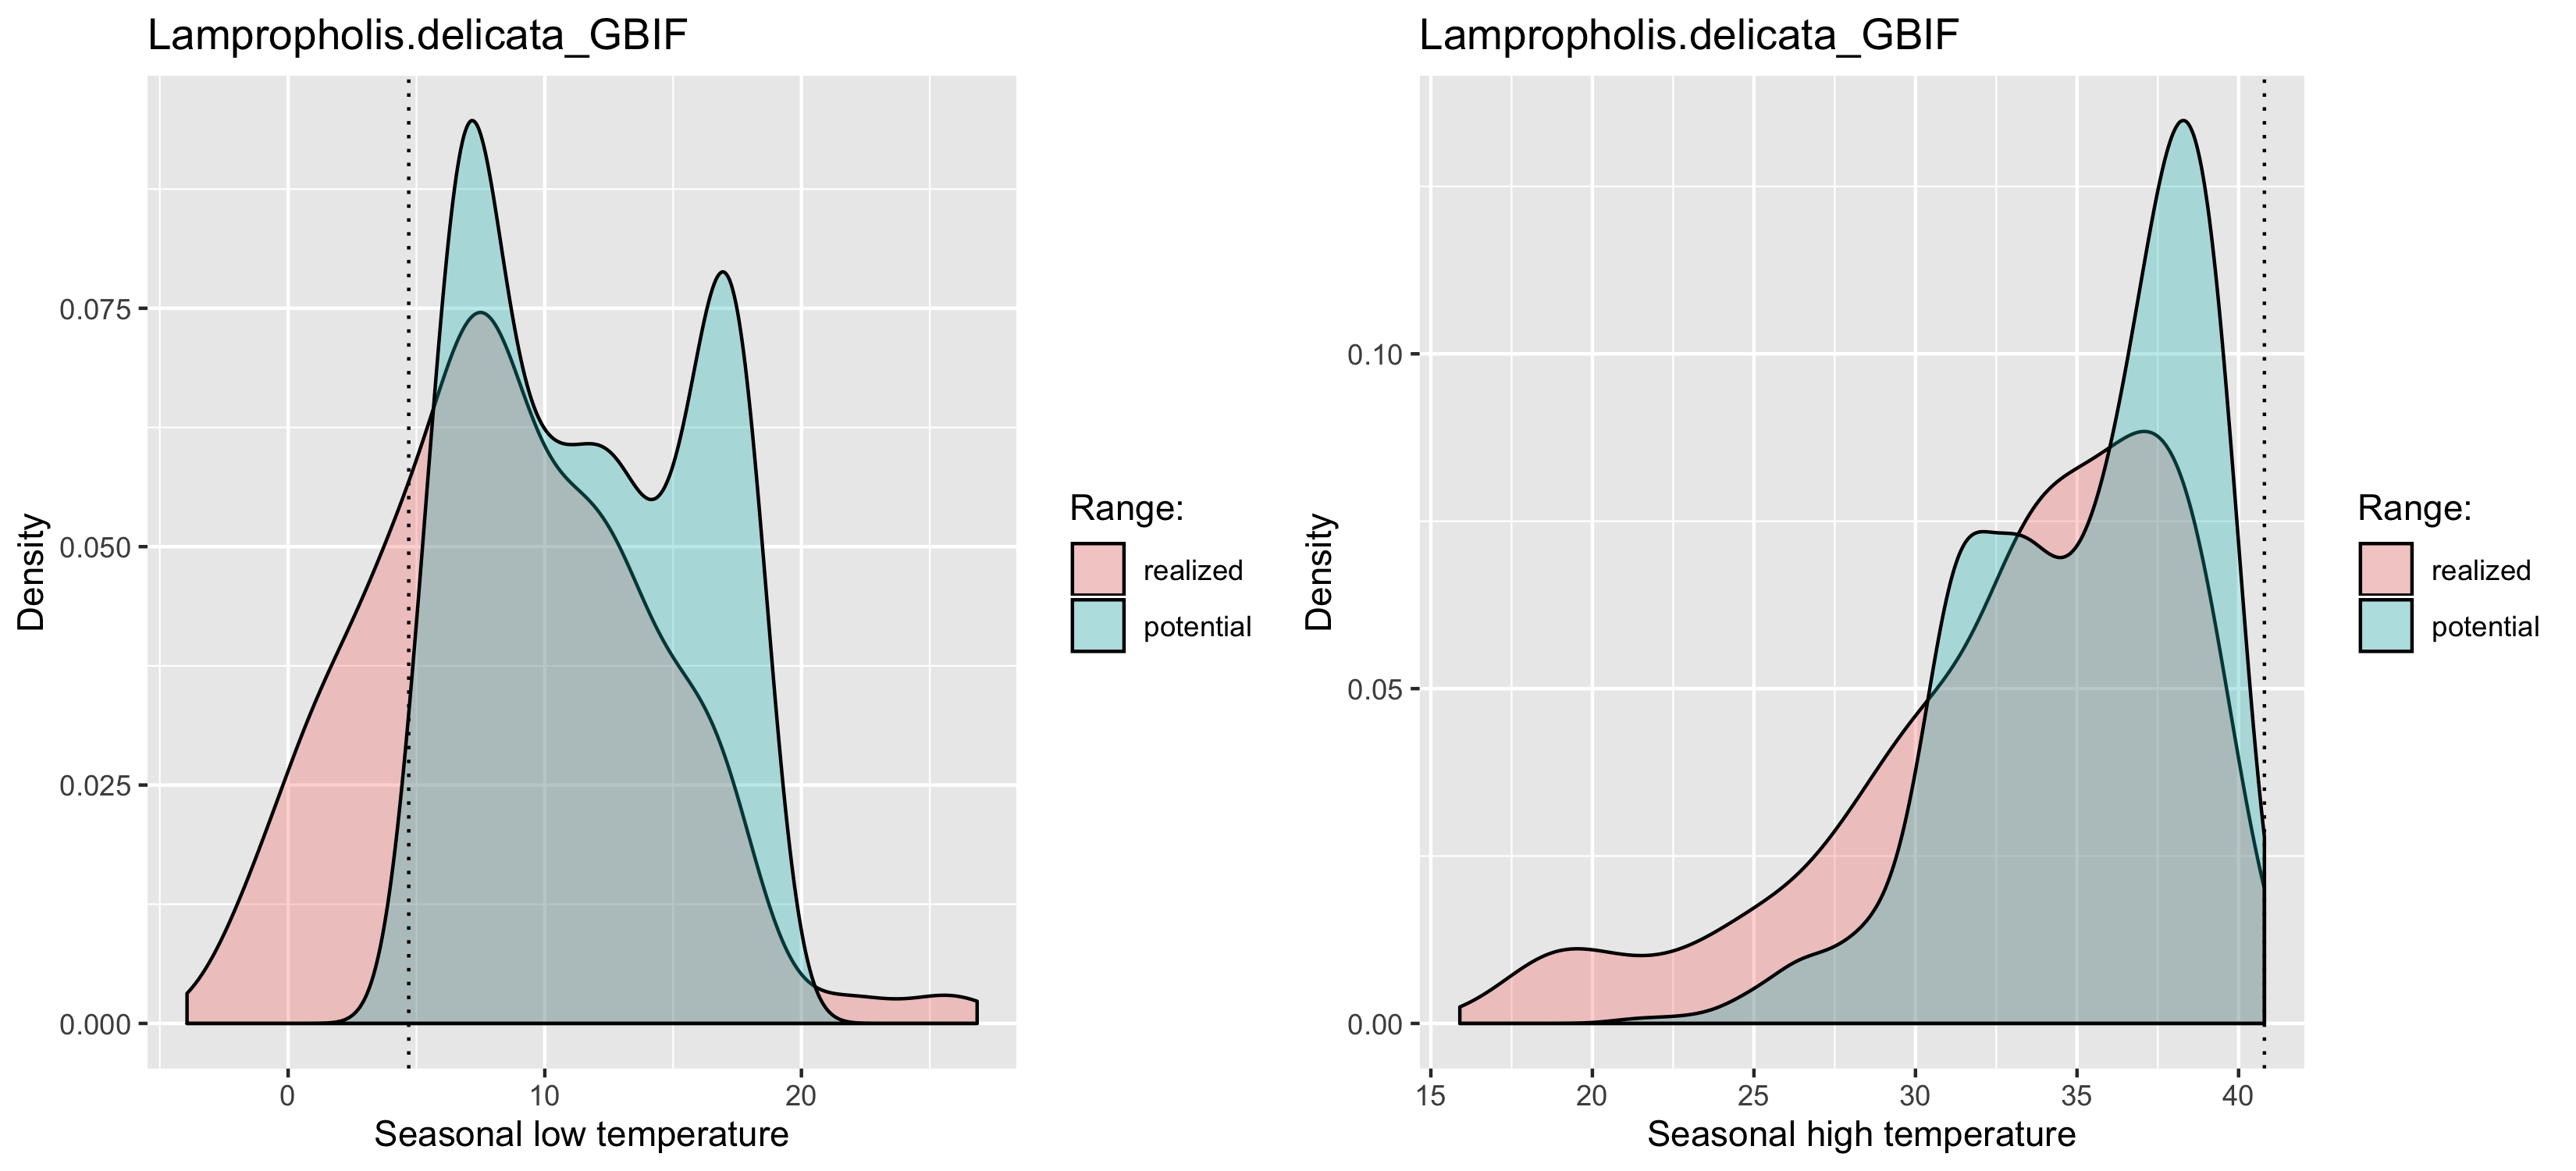 Lampropholis.delicata_GBIF
Density
0.075
0.050
0.025
0.000
0 10 20
Seasonal low temperature
Range:
realized
potential
Lampropholis.delicata_GBIF
Density
0.10
0.05
0.00
15 20 25 30 35 40
Seasonal high temperature
Range:
realized
potential